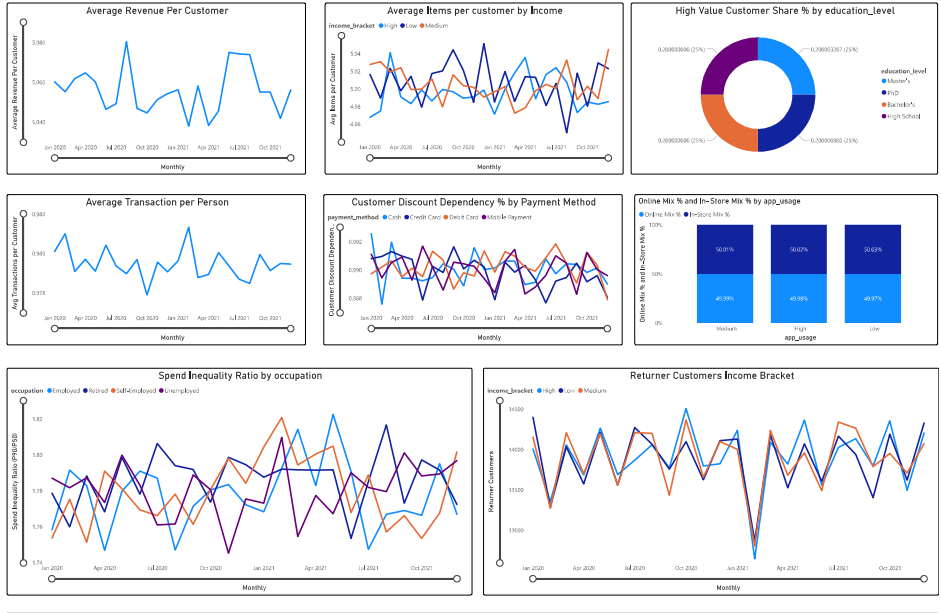 Average Revenue Per Customer
Average Revenue Per Customer
5,080
5,060
5,040
Jan 2020 Apr 2020 Jul 2020 Oct 2020 Jan 2021 Apr 2021 Jul 2021 Oct 2021
Monthly
Average Items per customer by Income
income_bracket High Low Medium
Avg Items per Customer
5.04
5.02
5.00
4.98
4.96
Jan 2020 Apr 2020 Jul 2020 Oct 2020 Jan 2021 Apr 2021 Jul 2021 Oct 2021
Monthly
High Value Customer Share % by education_level
0.200000000 (25%)
0.200003207 (25%)
0.200000000 (25%)
0.200000800 (25%)
education_level
Master's
PhD
Bachelor's
High School
Average Transaction per Person
Avg Transactions per Customer
0.982
0.980
0.978
Jan 2020 Apr 2020 Jul 2020 Oct 2020 Jan 2021 Apr 2021 Jul 2021 Oct 2021
Monthly
Customer Discount Dependency % by Payment Method
payment_method Cash Credit Card Debit Card Mobile Payment
Customer Discount Dependen...
0.992
0.990
0.988
Jan 2020 Apr 2020 Jul 2020 Oct 2020 Jan 2021 Apr 2021 Jul 2021 Oct 2021
Monthly
Online Mix % and In-Store Mix % by app_usage
Online Mix % In-Store Mix %
Online Mix % and In-Store Mix %
100%
50%
0%
50.01% 50.02% 50.03%
49.99% 49.98% 49.97%
Medium High Low
app_usage
Spend Inequality Ratio by occupation
occupation Employed Retired Self-Employed Unemployed
Spend Inequality Ratio (P90/P50)
1.82
1.80
1.78
1.76
1.74
Jan 2020 Apr 2020 Jul 2020 Oct 2020 Jan 2021 Apr 2021 Jul 2021 Oct 2021
Monthly
Returner Customers Income Bracket
income_bracket High Low Medium
Returner Customers
14500
14000
13500
13000
Jan 2020 Apr 2020 Jul 2020 Oct 2020 Jan 2021 Apr 2021 Jul 2021
Monthly